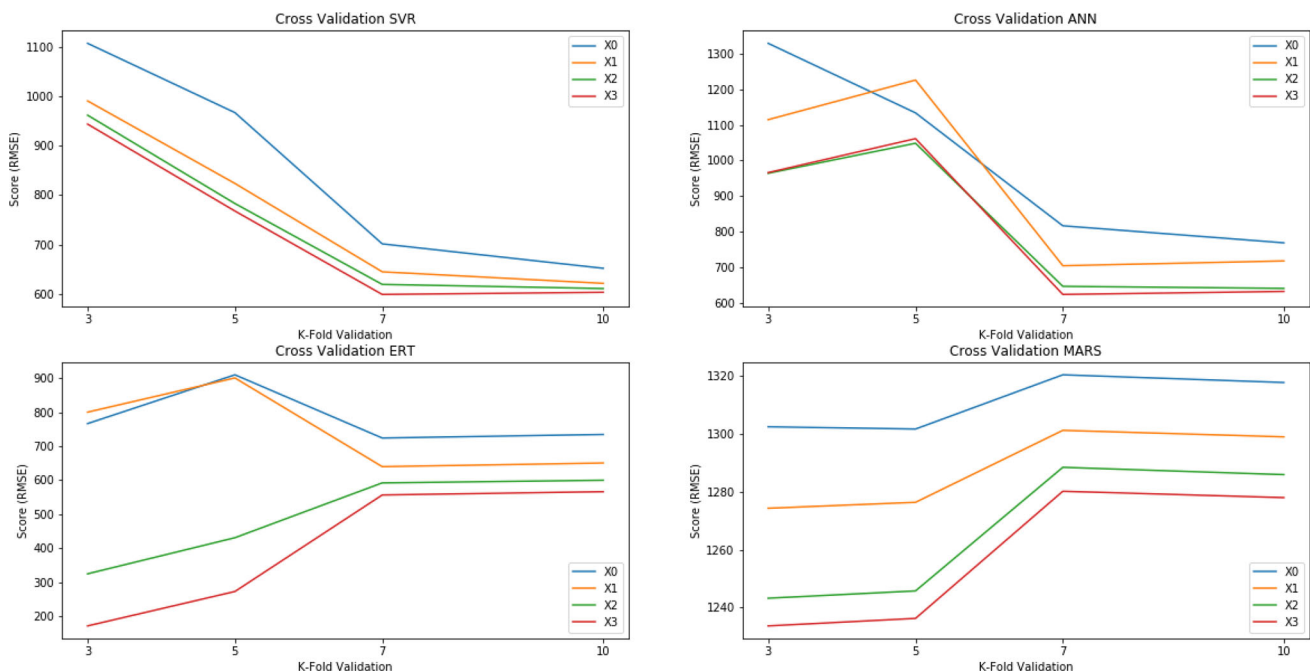 Cross Validation SVR
Score (RMSE)
1100
1000
900
800
700
600
3
5
7
10
K-Fold Validation
X0
X1
X2
X3
Cross Validation ANN
Score (RMSE)
1300
1200
1100
1000
900
800
700
600
3
5
7
10
K-Fold Validation
X0
X1
X2
X3
Cross Validation ERT
Score (RMSE)
900
800
700
600
500
400
300
200
3
5
7
10
K-Fold Validation
X0
X1
X2
X3
Cross Validation MARS
Score (RMSE)
1320
1300
1280
1260
1240
3
5
7
10
K-Fold Validation
X0
X1
X2
X3